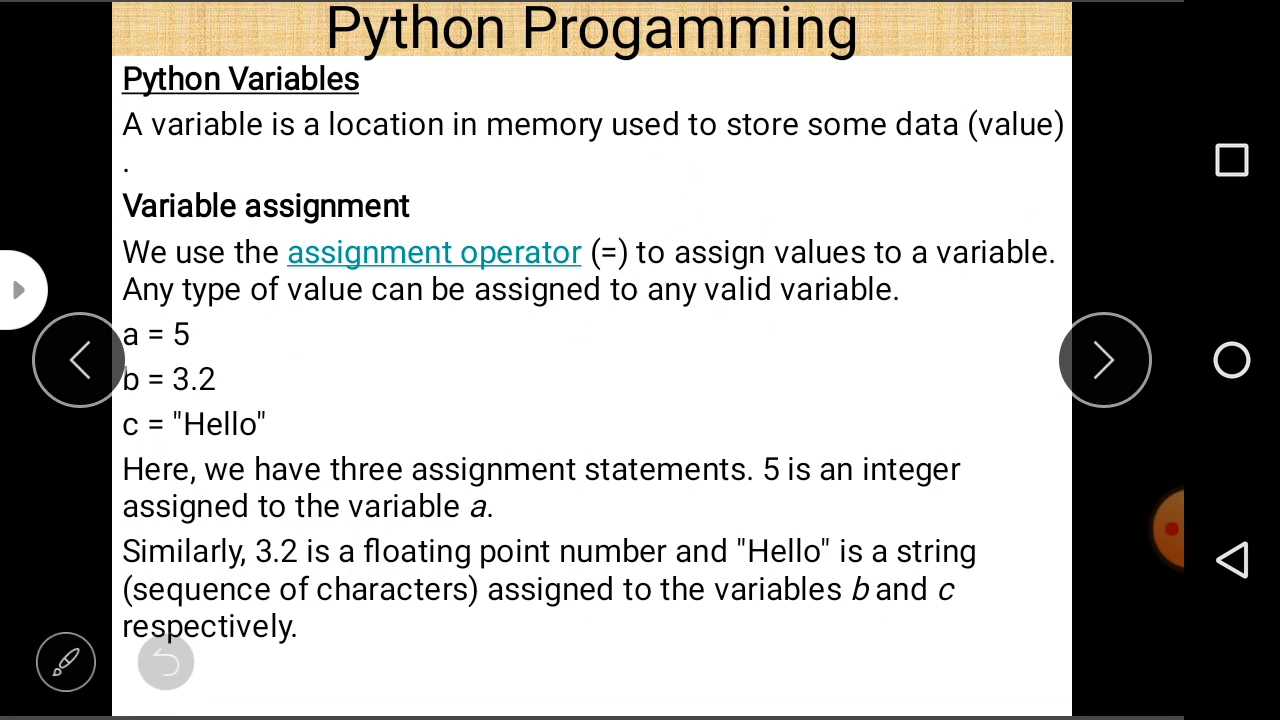 Python Progamming
Python Variables
A variable is a location in memory used to store some data (value)
.
Variable assignment
We use the assignment operator (=) to assign values to a variable.
Any type of value can be assigned to any valid variable.
a = 5
b = 3.2
c = "Hello"
Here, we have three assignment statements. 5 is an integer
assigned to the variable a.
Similarly, 3.2 is a floating point number and "Hello" is a string
(sequence of characters) assigned to the variables b and c
respectively.